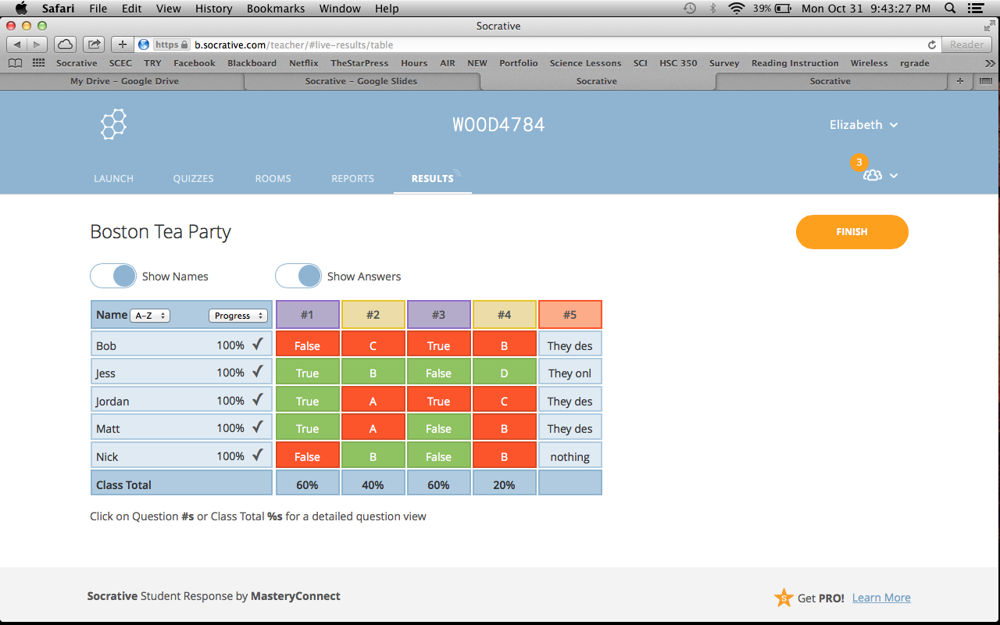 Safari File Edit View History Bookmarks Window Help 39% Mon Oct 31 9:43:27 PM
Socrative
https b.socrative.com/teacher/#live-results/table Reader
Socrative SCEC TRY Facebook Blackboard Netflix TheStarPress Hours AIR NEW Portfolio Science Lessons SCI HSC 350 Survey Reading Instruction Wireless rgrade
My Drive – Google Drive Socrative – Google Slides Socrative Socrative
WOOD4784 Elizabeth
3
LAUNCH QUIZZES ROOMS REPORTS RESULTS
Boston Tea Party FINISH
Show Names Show Answers
Name A–Z Progress #1 #2 #3 #4 #5
Bob 100% ✓ False C True B They des
Jess 100% ✓ True B False D They onl
Jordan 100% ✓ True A True C They des
Matt 100% ✓ True A False B They des
Nick 100% ✓ False B False B nothing
Class Total 60% 40% 60% 20%
Click on Question #s or Class Total %s for a detailed question view
Socrative Student Response by MasteryConnect S Get PRO! Learn More